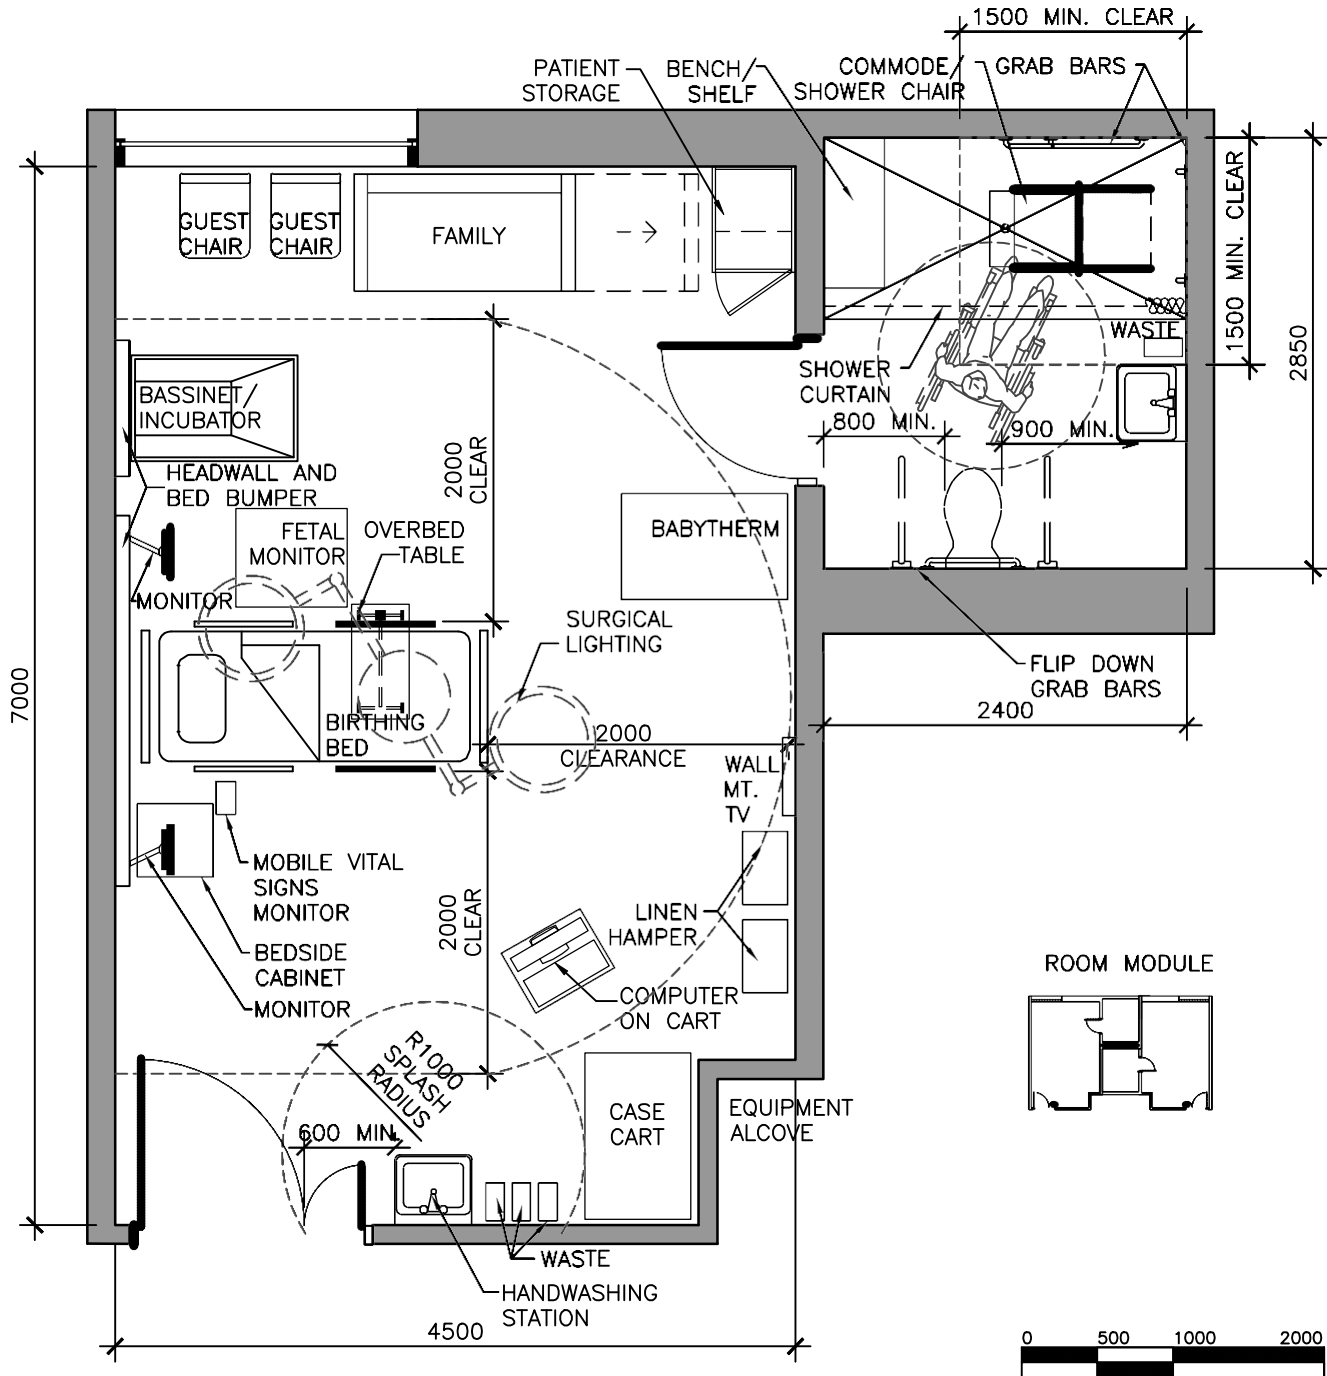 1500 MIN. CLEAR
PATIENT
STORAGE
BENCH/
SHELF
COMMODE/
SHOWER CHAIR
GRAB BARS
1500 MIN. CLEAR
2850
GUEST
CHAIR
GUEST
CHAIR
FAMILY
WASTE
SHOWER
CURTAIN
800 MIN.
900 MIN.
BASSINET/
INCUBATOR
2000
CLEAR
HEADWALL AND
BED BUMPER
FETAL
MONITOR
OVERBED
TABLE
BABYTHERM
MONITOR
SURGICAL
LIGHTING
FLIP DOWN
GRAB BARS
2400
7000
BIRTHING
BED
2000
CLEARANCE
WALL
MT.
TV
MOBILE VITAL
SIGNS
MONITOR
BEDSIDE
CABINET
MONITOR
2000
CLEAR
LINEN
HAMPER
COMPUTER
ON CART
ROOM MODULE
R1000
SPLASH
RADIUS
600 MIN.
CASE
CART
EQUIPMENT
ALCOVE
WASTE
HANDWASHING
STATION
4500
0 500 1000 2000